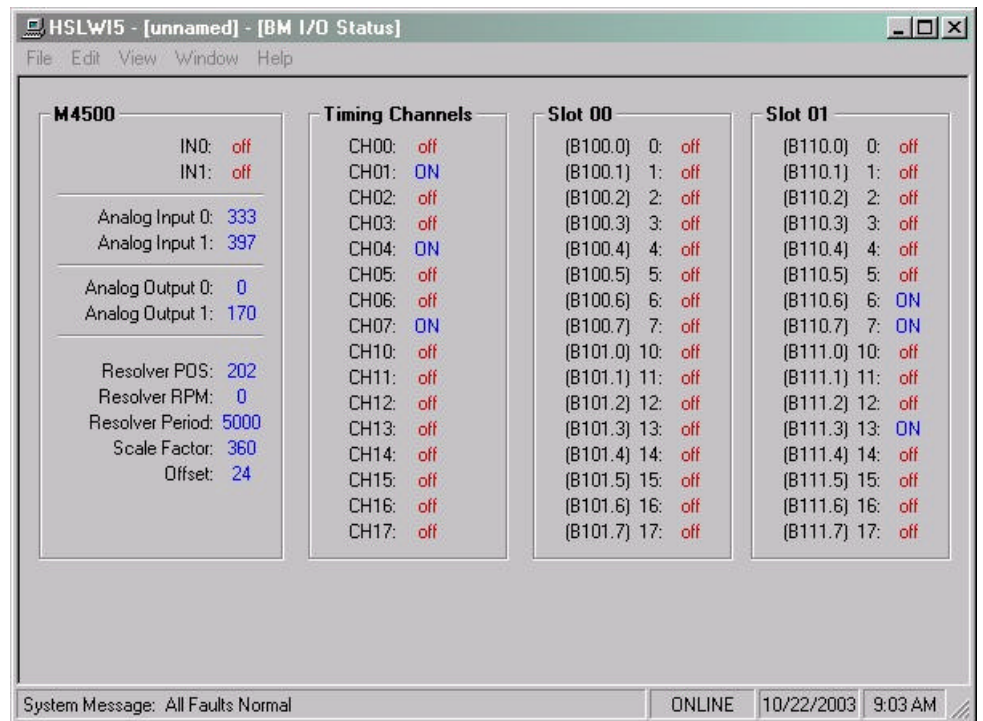 HSLWI5 - [unnamed] - [BM I/O Status]
File Edit View Window Help
M4500
IN0: off
IN1: off
Analog Input 0: 333
Analog Input 1: 397
Analog Output 0: 0
Analog Output 1: 170
Resolver POS: 202
Resolver RPM: 0
Resolver Period: 5000
Scale Factor: 360
Offset: 24
Timing Channels
CH00: off
CH01: ON
CH02: off
CH03: off
CH04: ON
CH05: off
CH06: off
CH07: ON
CH10: off
CH11: off
CH12: off
CH13: off
CH14: off
CH15: off
CH16: off
CH17: off
Slot 00
(B100.0) 0: off
(B100.1) 1: off
(B100.2) 2: off
(B100.3) 3: off
(B100.4) 4: off
(B100.5) 5: off
(B100.6) 6: off
(B100.7) 7: off
(B101.0) 10: off
(B101.1) 11: off
(B101.2) 12: off
(B101.3) 13: off
(B101.4) 14: off
(B101.5) 15: off
(B101.6) 16: off
(B101.7) 17: off
Slot 01
(B110.0) 0: off
(B110.1) 1: off
(B110.2) 2: off
(B110.3) 3: off
(B110.4) 4: off
(B110.5) 5: off
(B110.6) 6: ON
(B110.7) 7: ON
(B111.0) 10: off
(B111.1) 11: off
(B111.2) 12: off
(B111.3) 13: ON
(B111.4) 14: off
(B111.5) 15: off
(B111.6) 16: off
(B111.7) 17: off
System Message: All Faults Normal
ONLINE
10/22/2003
9:03 AM